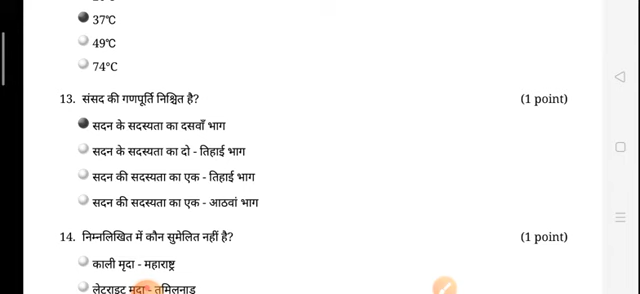 37℃
49℃
74°C
13. संसद की गणपूर्ति निश्चित है? (1 point)
सदन के सदस्यता का दसवाँ भाग
सदन के सदस्यता का दो - तिहाई भाग
सदन की सदस्यता का एक - तिहाई भाग
सदन की सदस्यता का एक - आठवां भाग
14. निम्नलिखित में कौन सुमेलित नहीं है? (1 point)
काली मृदा - महाराष्ट्र
लेटराइट मृदा - तमिलनाडु